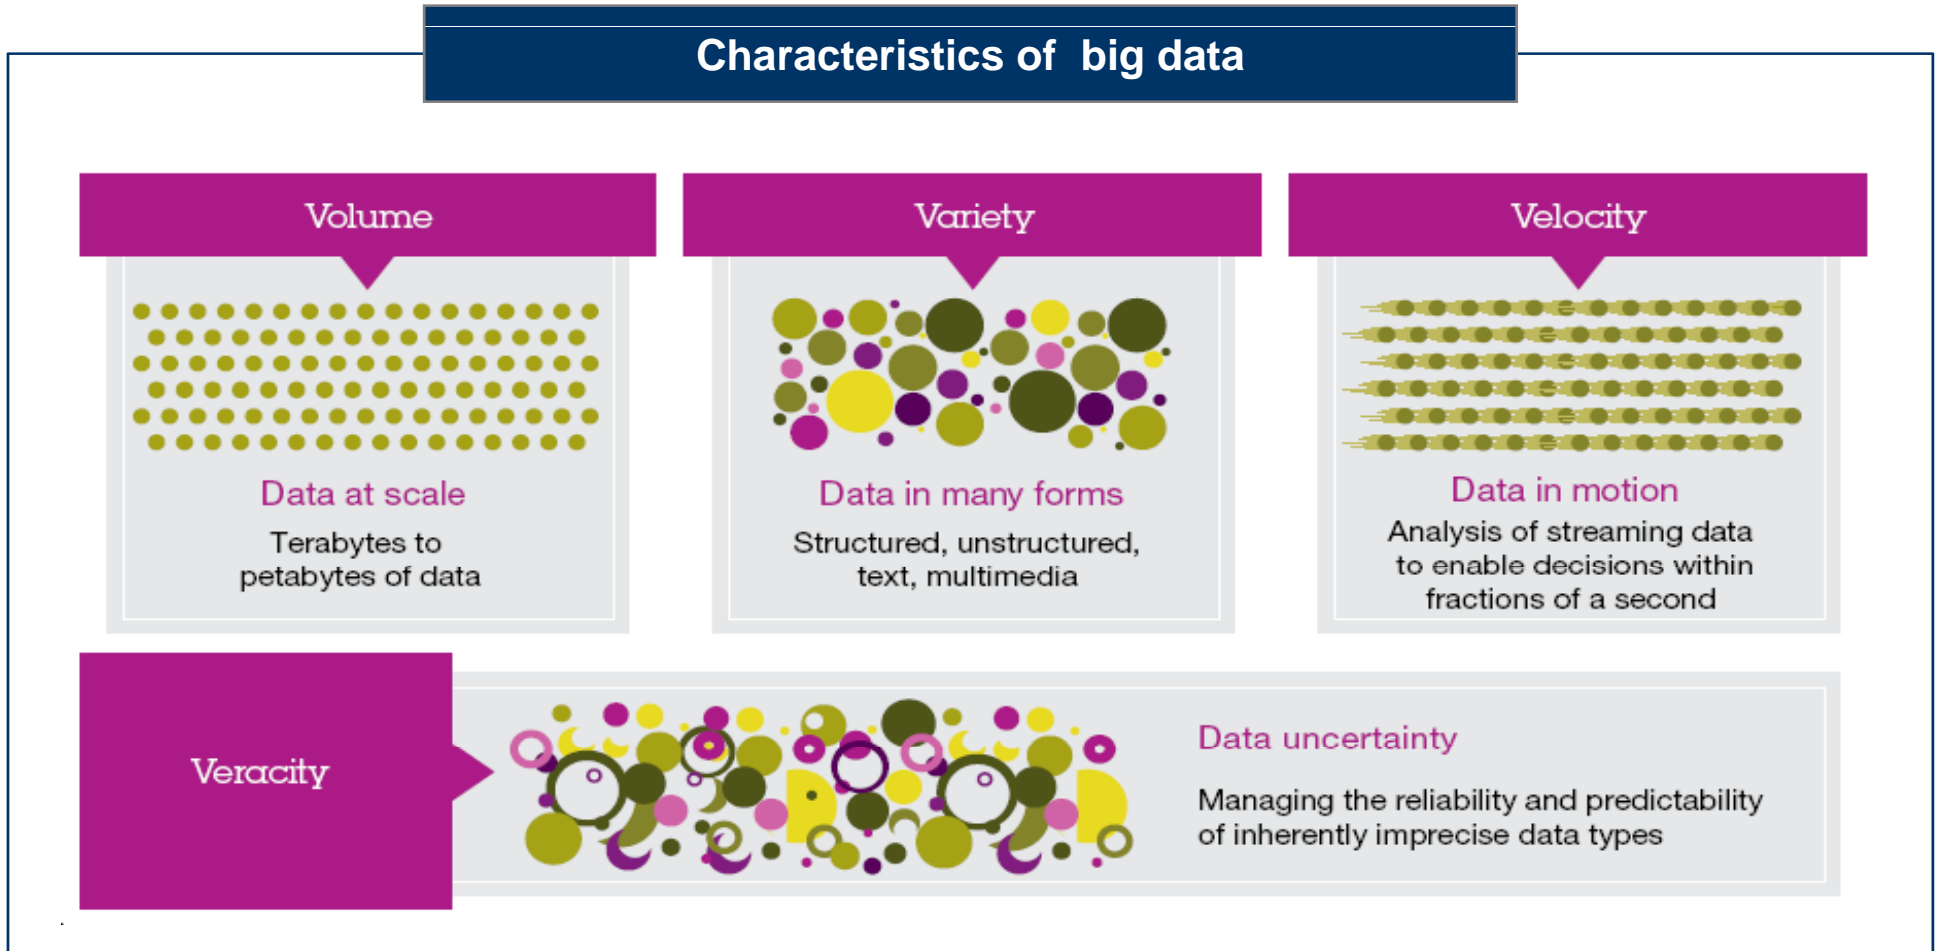 Characteristics of  big data
Volume
Data at scale
Terabytes to
petabytes of data
Variety
Data in many forms
Structured, unstructured,
text, multimedia
Velocity
Data in motion
Analysis of streaming data
to enable decisions within
fractions of a second
Veracity
Data uncertainty
Managing the reliability and predictability
of inherently imprecise data types